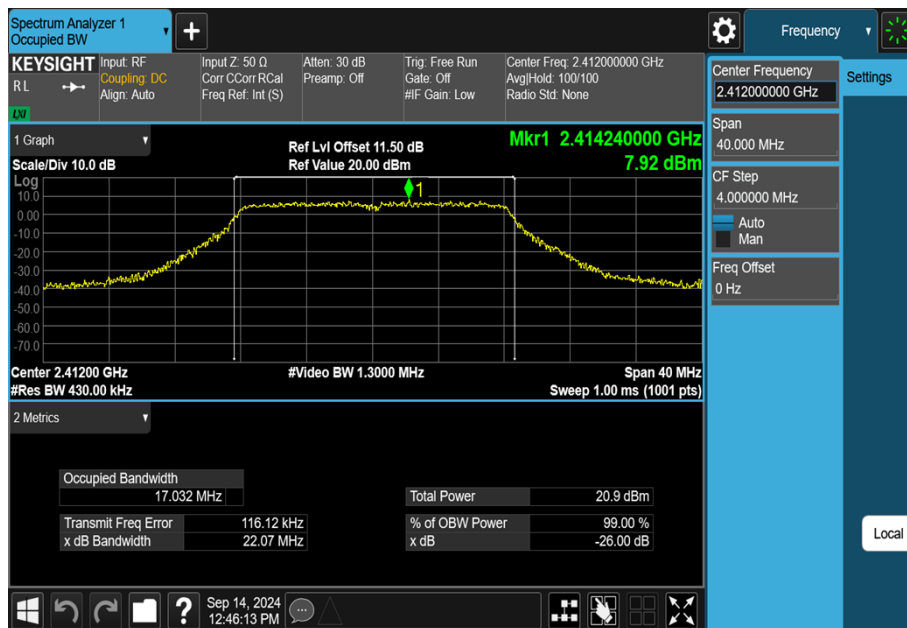 Spectrum Analyzer 1
Occupied BW
+
Frequency
KEYSIGHT
RL
LXI
Input: RF
Coupling: DC
Align: Auto
Input Z: 50 Ω
Corr CCorr RCal
Freq Ref: Int (S)
Atten: 30 dB
Preamp: Off
Trig: Free Run
Gate: Off
#IF Gain: Low
Center Freq: 2.412000000 GHz
Avg|Hold: 100/100
Radio Std: None
Center Frequency
2.412000000 GHz
Settings
Span
40.000 MHz
CF Step
4.000000 MHz
Auto
Man
Freq Offset
0 Hz
1 Graph
Scale/Div 10.0 dB
Ref Lvl Offset 11.50 dB
Ref Value 20.00 dBm
Mkr1 2.414240000 GHz
7.92 dBm
Log
10.0
0.00
-10.0
-20.0
-30.0
-40.0
-50.0
-60.0
-70.0
1
Center 2.41200 GHz
#Res BW 430.00 kHz
#Video BW 1.3000 MHz
Span 40 MHz
Sweep 1.00 ms (1001 pts)
2 Metrics
Occupied Bandwidth
17.032 MHz
Transmit Freq Error 116.12 kHz
x dB Bandwidth 22.07 MHz
Total Power 20.9 dBm
% of OBW Power 99.00 %
x dB -26.00 dB
Local
?
Sep 14, 2024
12:46:13 PM